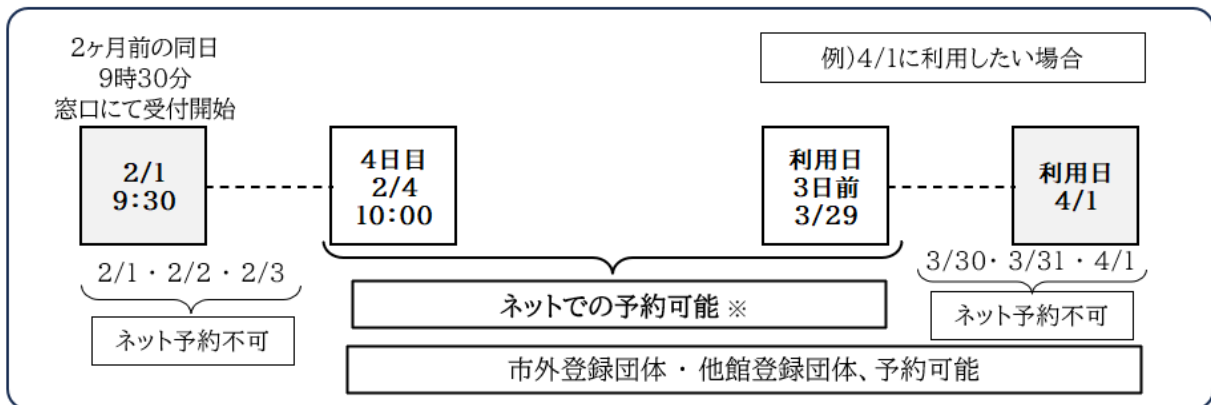 2ヶ月前の同日
9時30分
窓口にて受付開始
例)4/1に利用したい場合
2/1
9:30
4日目
2/4
10:00
利用日
3日前
3/29
利用日
4/1
2/1・2/2・2/3
3/30・3/31・4/1
ネット予約不可
ネットでの予約可能 ※
ネット予約不可
市外登録団体・他館登録団体、予約可能